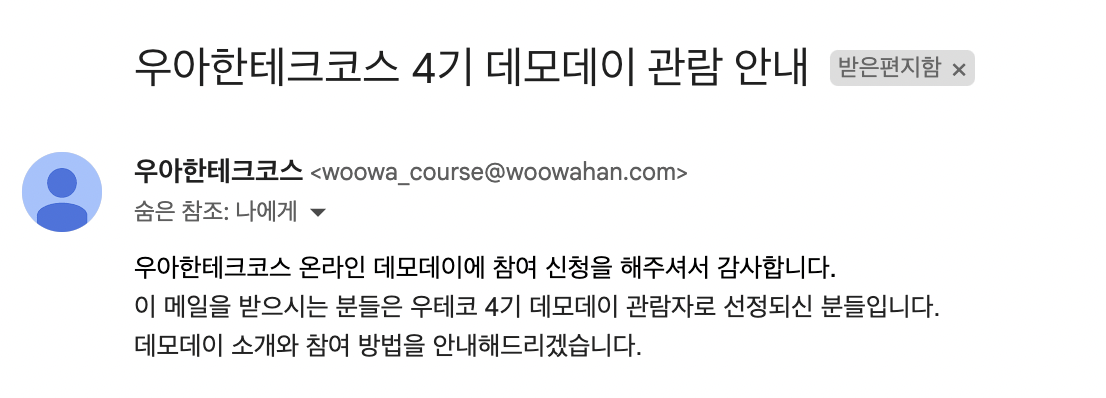 우아한테크코스 4기 데모데이 관람 안내 받은편지함 ×
우아한테크코스 <woowa_course@woowahan.com>
숨은 참조: 나에게
우아한테크코스 온라인 데모데이에 참여 신청을 해주셔서 감사합니다.
이 메일을 받으시는 분들은 우테코 4기 데모데이 관람자로 선정되신 분들입니다.
데모데이 소개와 참여 방법을 안내해드리겠습니다.